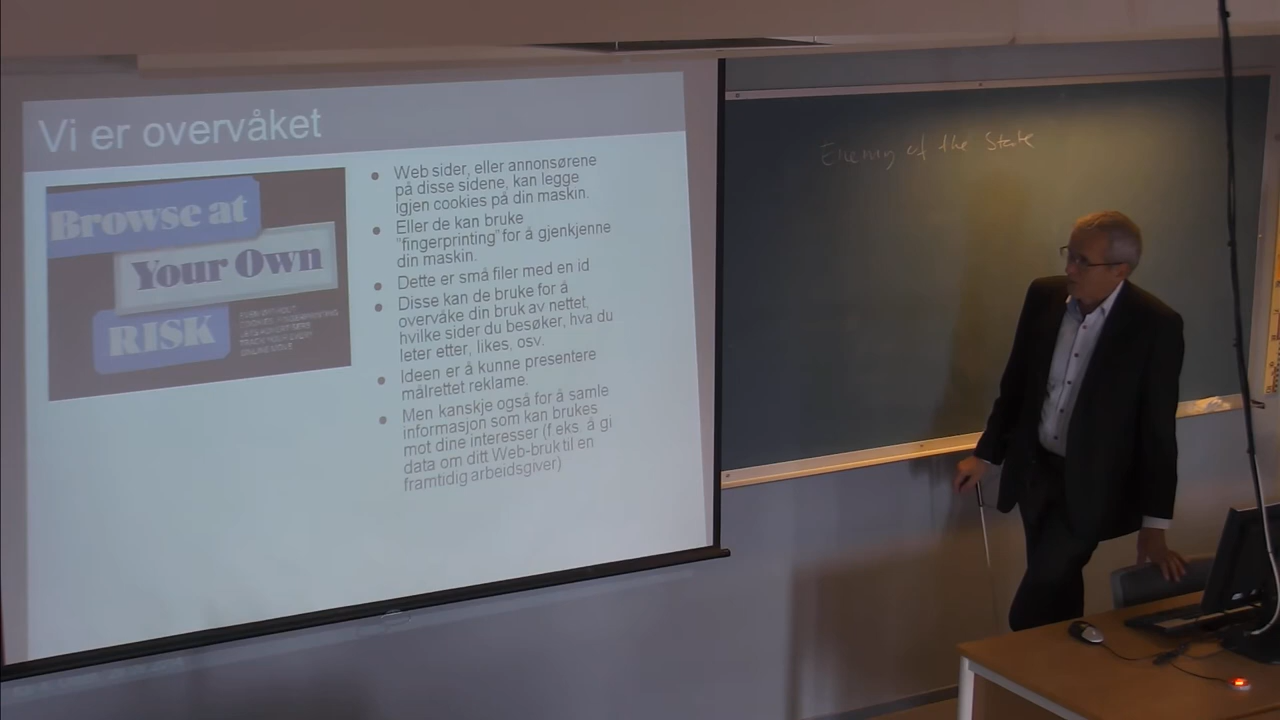 Vi er overvåket
Browse at
Your Own
RISK
Web sider, eller annonsørene
på disse sidene, kan legge
igjen cookies på din maskin.
Eller de kan bruke
"fingerprinting" for å gjenkjenne
din maskin.
Dette er små filer med en id
Disse kan de bruke for å
overvåke din bruk av nettet,
hvilke sider du besøker, hva du
leter etter, likes, osv.
Ideen er å kunne presentere
målrettet reklame.
Men kanskje også for å samle
informasjon som kan brukes
mot dine interesser (f.eks. å gi
data om ditt Web-bruk til en
framtidig arbeidsgiver)
Enemy of the State